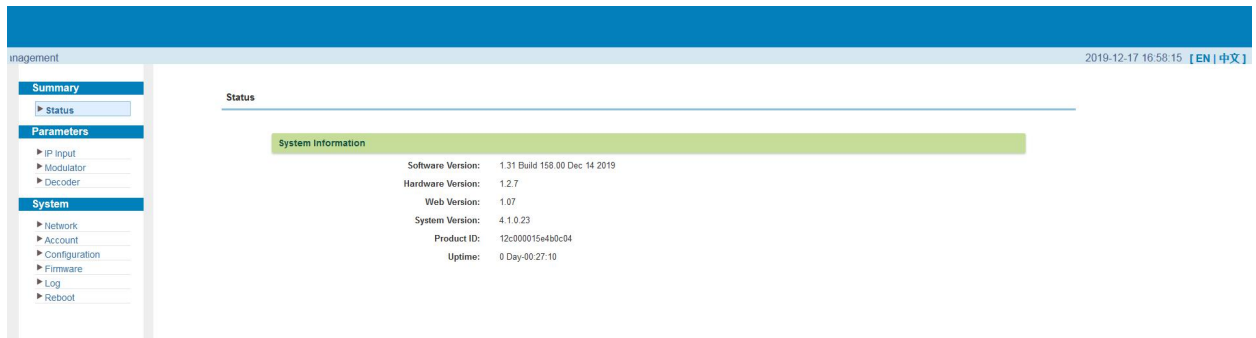 2019-12-17 16:58:15 [ EN | 中文 ]
Summary
Status
Parameters
IP Input
Modulator
Decoder
System
Network
Account
Configuration
Firmware
Log
Reboot
Status
System Information
Software Version: 1.31 Build 158.00 Dec 14 2019
Hardware Version: 1.2.7
Web Version: 1.07
System Version: 4.1.0.23
Product ID: 12c000015e4b0c04
Uptime: 0 Day-00:27:10